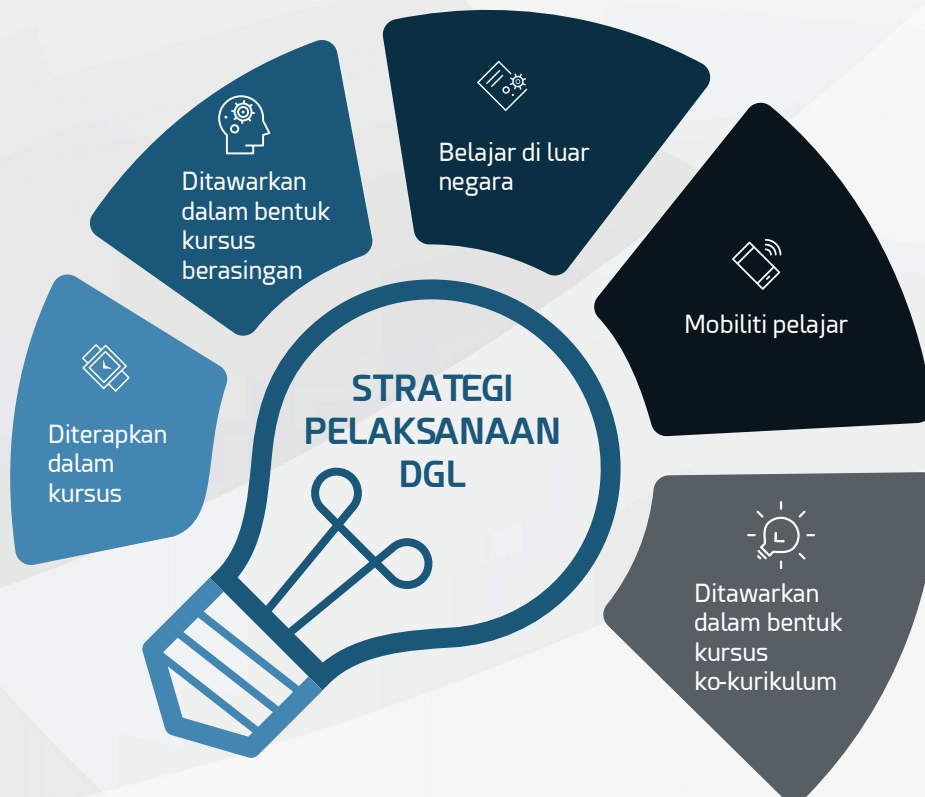 STRATEGI
PELAKSANAAN
DGL
Diterapkan
dalam
kursus
Ditawarkan
dalam bentuk
kursus
berasingan
Belajar di luar
negara
Mobiliti pelajar
Ditawarkan
dalam bentuk
kursus
ko-kurikulum